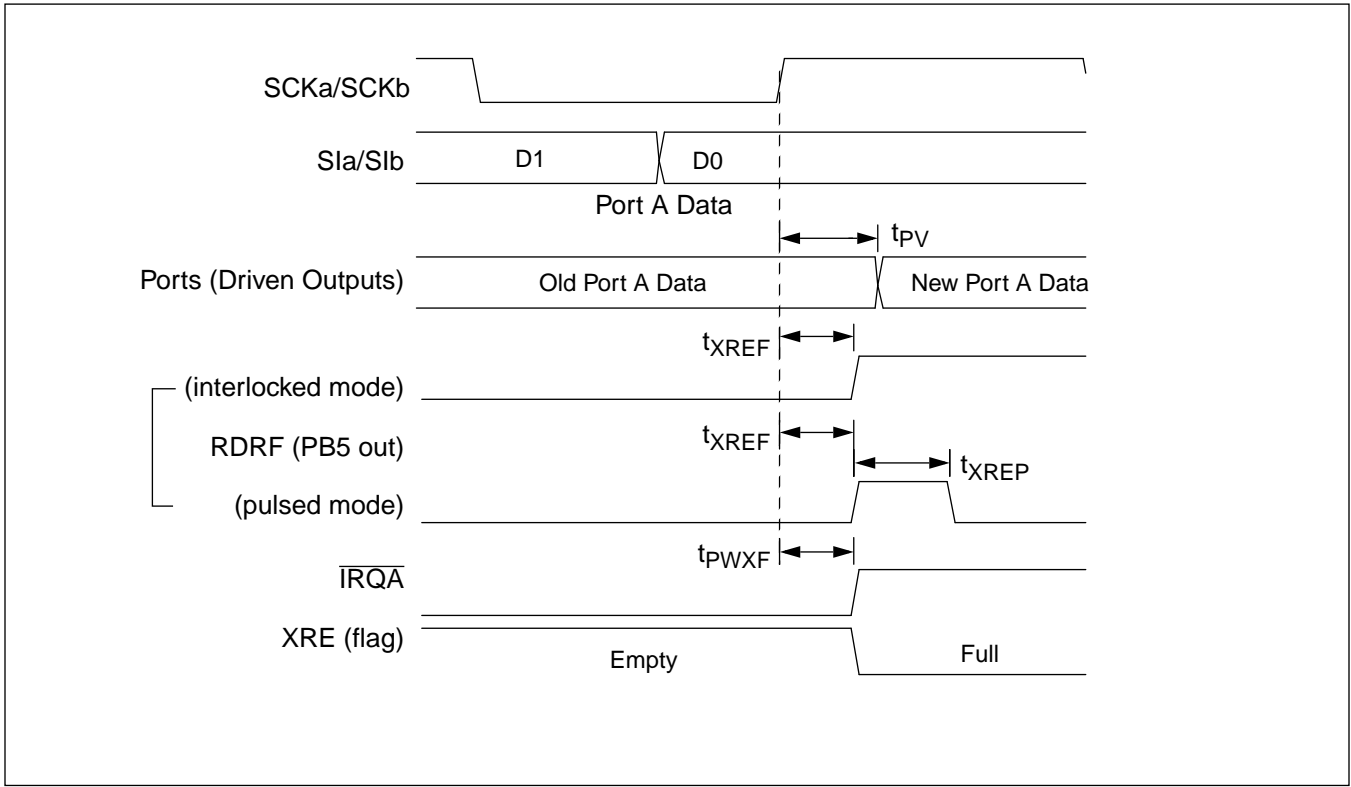 SCKa/SCKb
SIa/SIb
D1
D0
Port A Data
tPV
Ports (Driven Outputs)
Old Port A Data
New Port A Data
tXREF
(interlocked mode)
tXREF
RDRF (PB5 out)
tXREP
(pulsed mode)
tPWXF
IRQA
XRE (flag)
Empty
Full